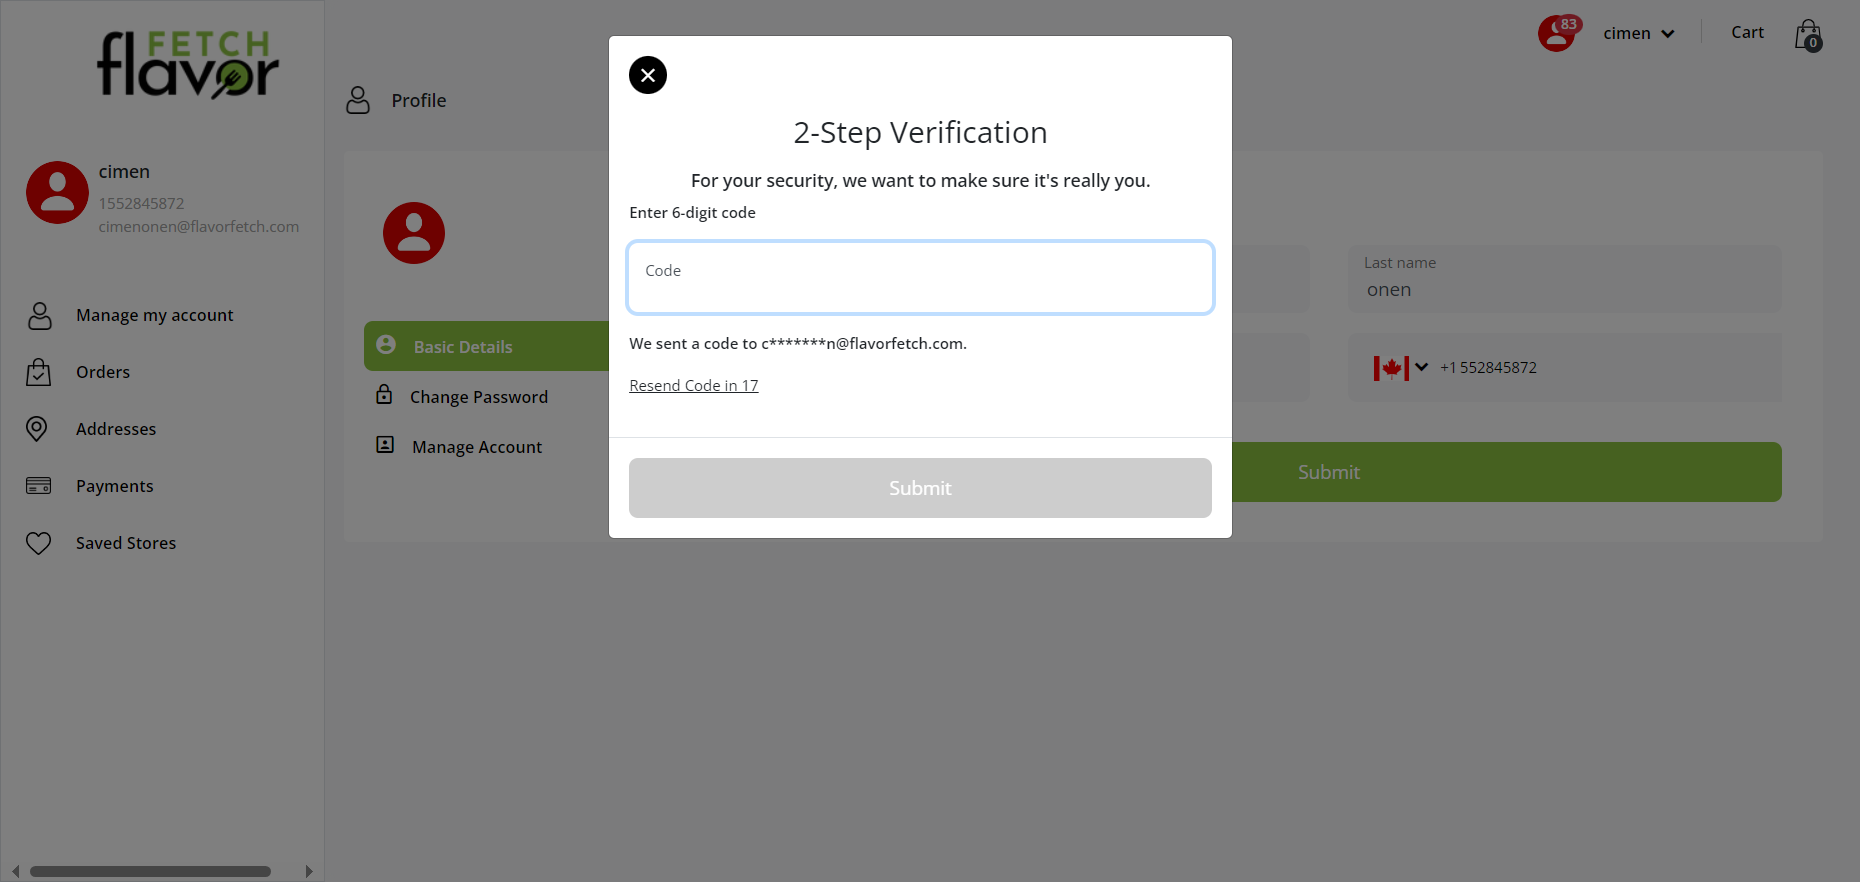 FETCH
flavor
cimen
1552845872
cimenonen@flavorfetch.com
Manage my account
Orders
Addresses
Payments
Saved Stores
83
cimen
Cart
0
Profile
Basic Details
Change Password
Manage Account
Last name
onen
+1 552845872
Submit
2-Step Verification
For your security, we want to make sure it's really you.
Enter 6-digit code
Code
We sent a code to c*******n@flavorfetch.com.
Resend Code in 17
Submit